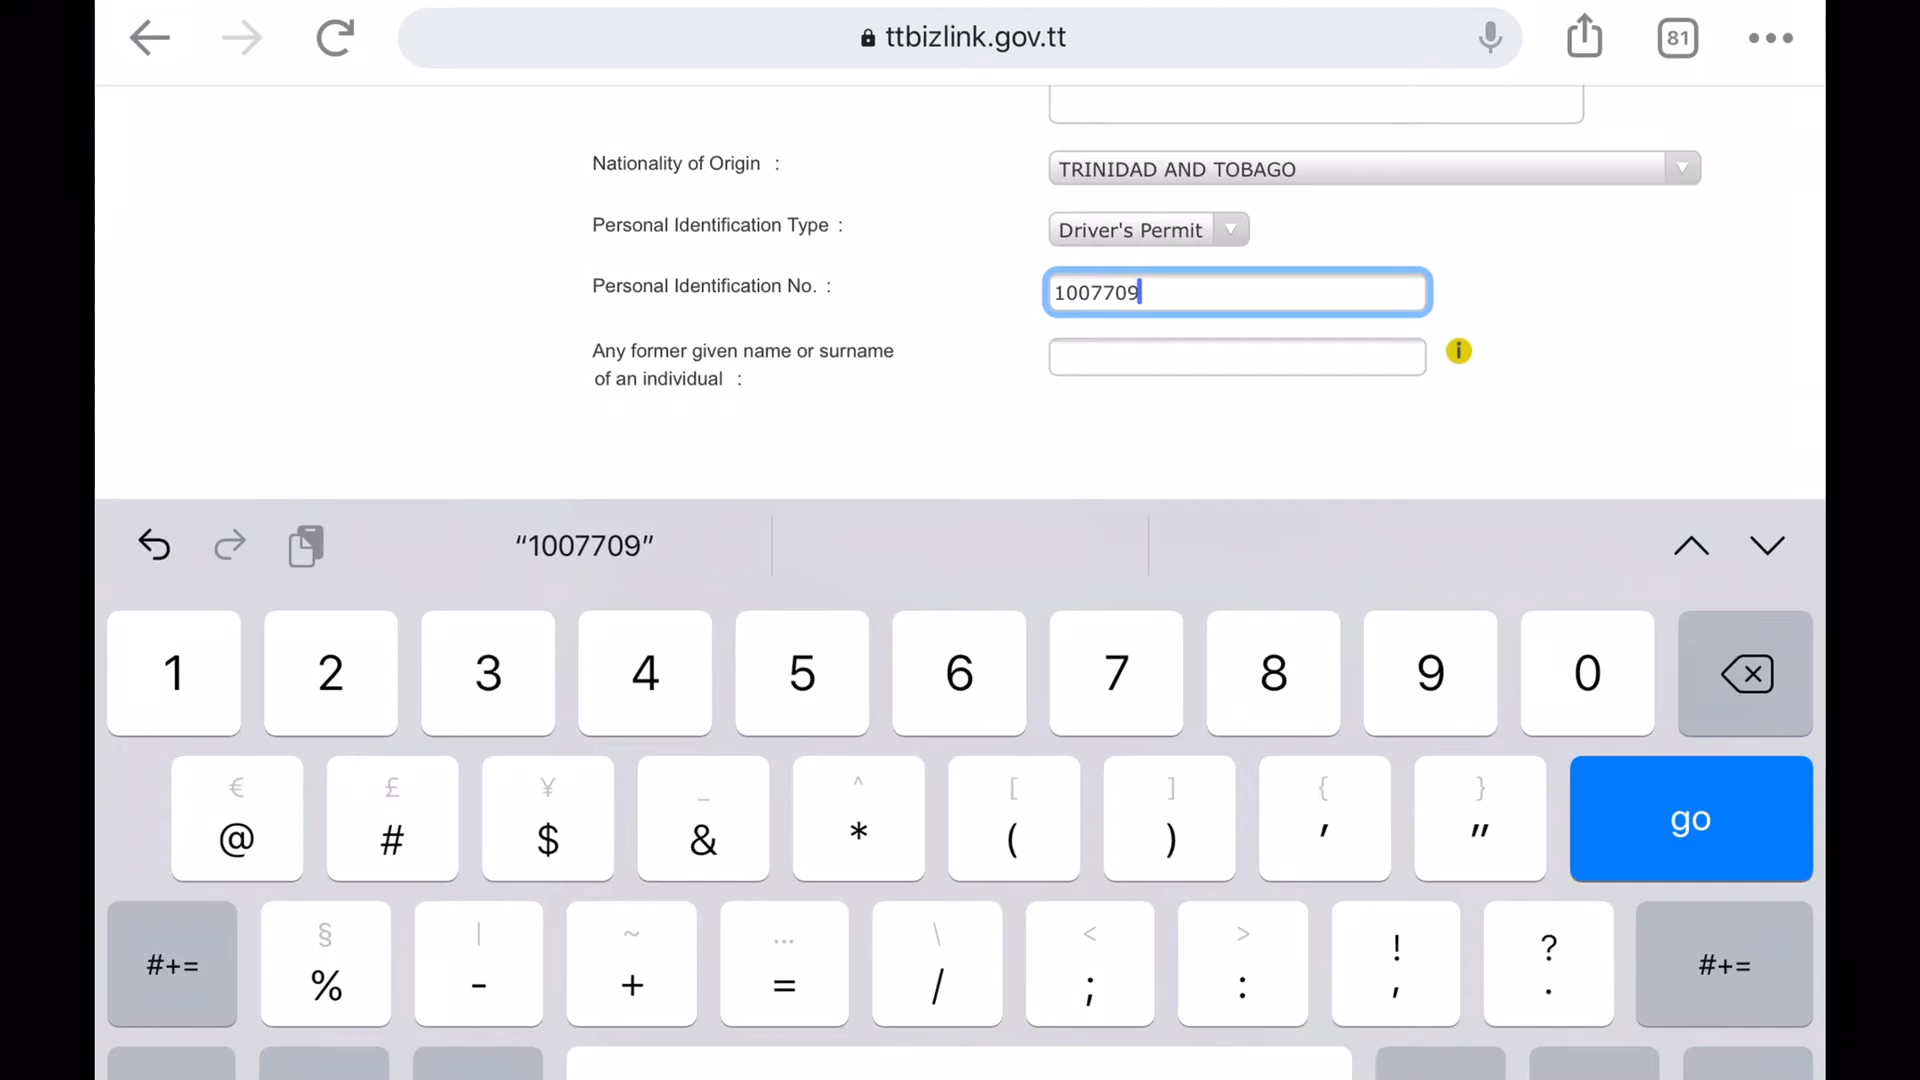 ttbizlink.gov.tt
81
Nationality of Origin :
TRINIDAD AND TOBAGO
Personal Identification Type :
Driver's Permit
Personal Identification No. :
1007709
Any former given name or surname
of an individual :
i
“1007709”
1 2 3 4 5 6 7 8 9 0
€ £ ¥ _ ^ [ ] { }
@ # $ & * ( ) ' "
go
§ | ~ … \ < > ! ?
#+= % - + = / ; : , . #+=